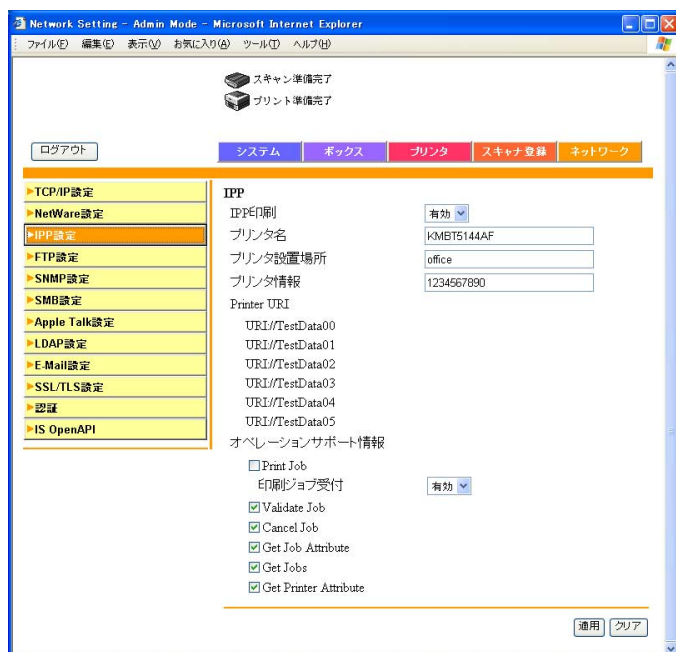 Network Setting - Admin Mode - Microsoft Internet Explorer
ファイル(F) 編集(E) 表示(V) お気に入り(A) ツール(T) ヘルプ(H)
スキャン準備完了
プリント準備完了
ログアウト
システム ボックス プリンタ スキャナ登録 ネットワーク
TCP/IP設定
NetWare設定
IPP設定
FTP設定
SNMP設定
SMB設定
Apple Talk設定
LDAP設定
E-Mail設定
SSL/TLS設定
認証
IS OpenAPI
IPP
IPP印刷 有効
プリンタ名 KMBT5144AF
プリンタ設置場所 office
プリンタ情報 1234567890
Printer URI
URI://TestData00
URI://TestData01
URI://TestData02
URI://TestData03
URI://TestData04
URI://TestData05
オペレーションサポート情報
Print Job
印刷ジョブ受付 有効
Validate Job
Cancel Job
Get Job Attribute
Get Jobs
Get Printer Attribute
適用 クリア